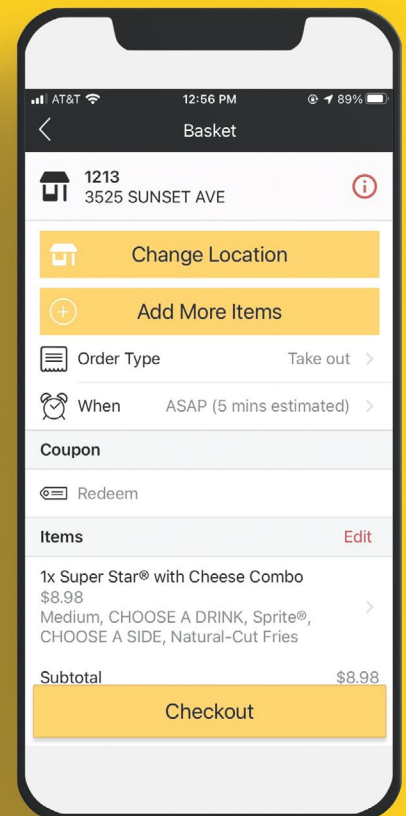 AT&T 12:56 PM 89%
Basket
1213
3525 SUNSET AVE
Change Location
Add More Items
Order Type Take out
When ASAP (5 mins estimated)
Coupon
Redeem
Items Edit
1x Super Star® with Cheese Combo
$8.98
Medium, CHOOSE A DRINK, Sprite®,
CHOOSE A SIDE, Natural-Cut Fries
Subtotal $8.98
Checkout